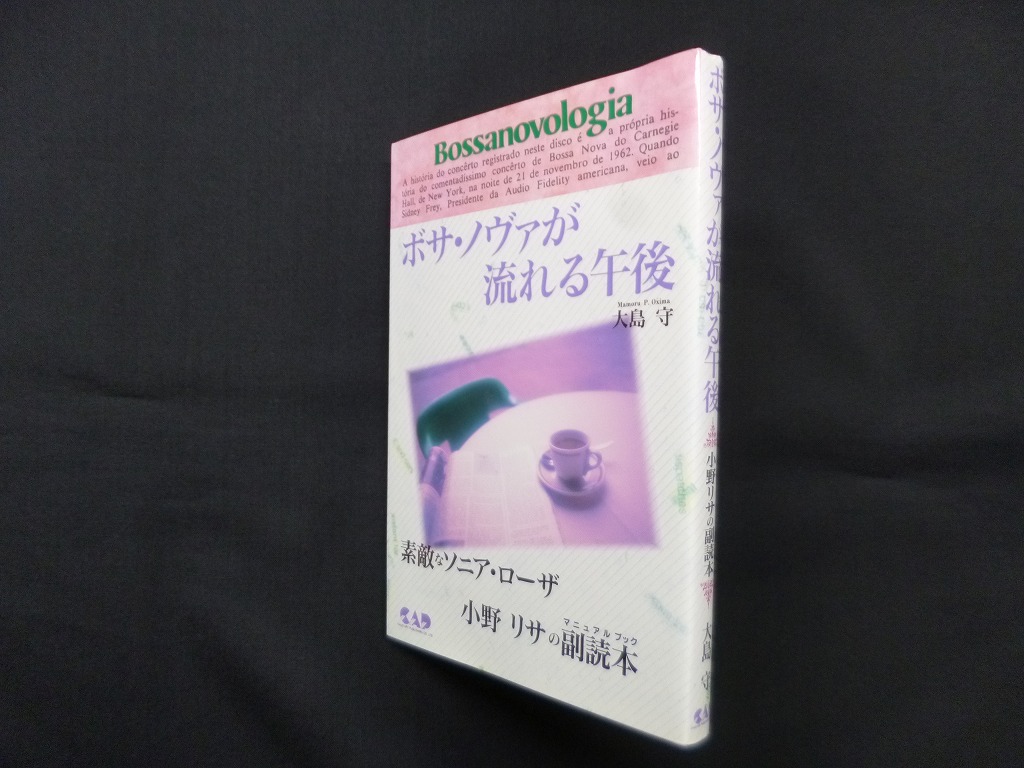 Bossanovologia
A história do concêrto registrado neste disco é a própria his-
tória do comentadíssimo concêrto de Bossa Nova do Carnegie
Hall, de New York, na noite de 21 de novembro de 1962. Quando
Sidney Frey, Presidente da Audio Fidelity americana, veio ao
ボサ・ノヴァが
流れる午後
Mamoru P. Oxima
大島 守
素敵なソニア・ローザ
小野 リサの副読本
マニュアルブック
CAP
ボサ・ノヴァが流れる午後
小野リサの副読本
大島 守
CAP